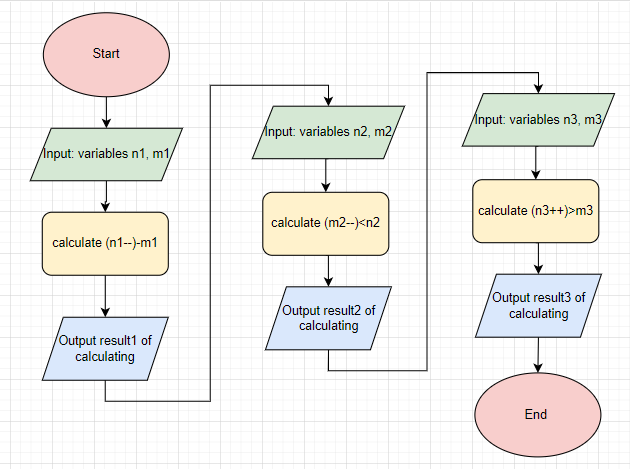 Start
Input: variables n1, m1
calculate (n1--)-m1
Output result1 of
calculating
Input: variables n2, m2
calculate (m2--)<n2
Output result2 of
calculating
Input: variables n3, m3
calculate (n3++)>m3
Output result3 of
calculating
End